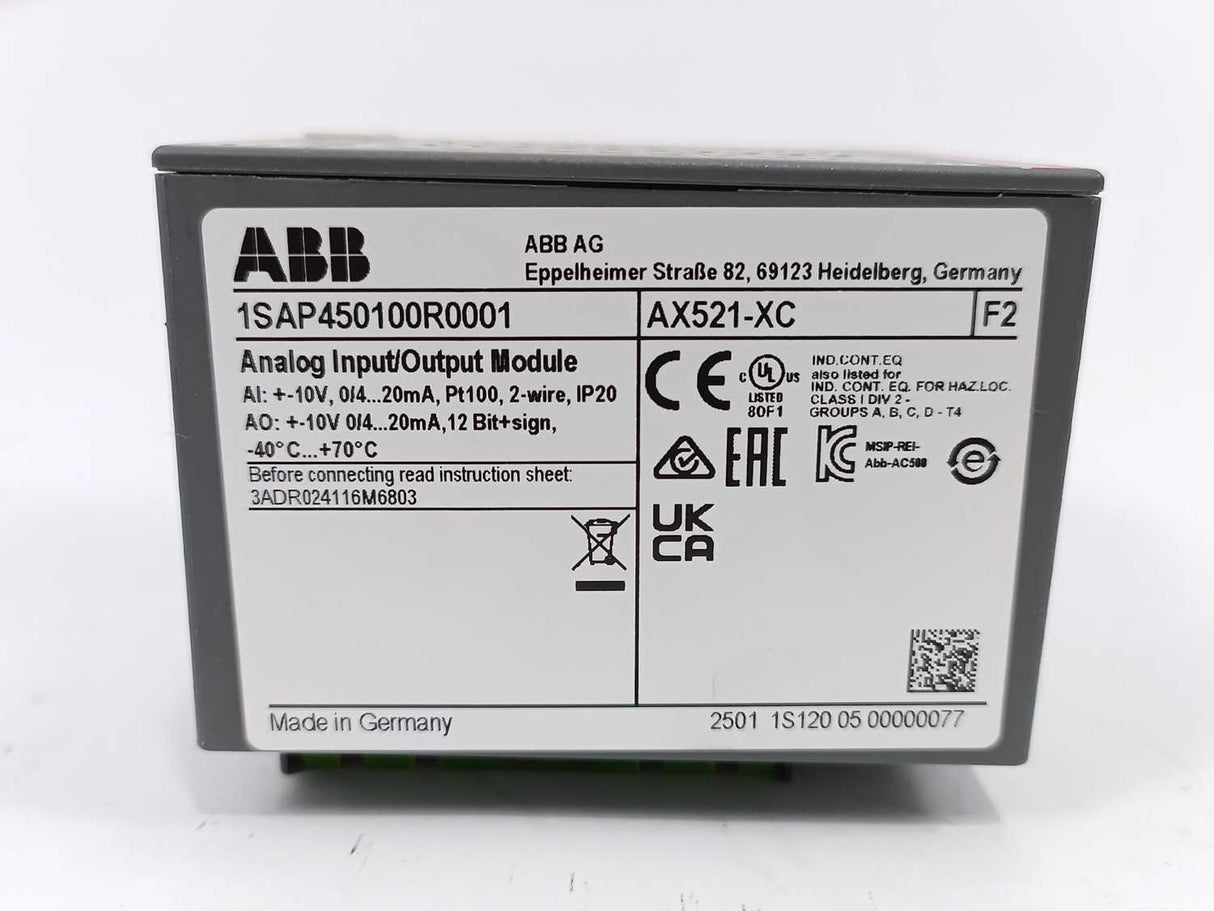 ABB
ABB AG
Eppelheimer Straße 82, 69123 Heidelberg, Germany
1SAP450100R0001
AX521-XC
F2
Analog Input/Output Module
AI: +-10V, 0/4...20mA, Pt100, 2-wire, IP20
AO: +-10V 0/4...20mA,12 Bit+sign,
-40°C...+70°C
Before connecting read instruction sheet:
3ADR024116M6803
CE
C UL US
LISTED
80F1
IND.CONT.EQ
also listed for
IND. CONT. EQ. FOR HAZ.LOC.
CLASS I DIV 2 -
GROUPS A, B, C, D - T4
EAC
KC
MSIP-REI-
Abb-AC500
e
UK
CA
Made in Germany
2501 1S120 05 00000077